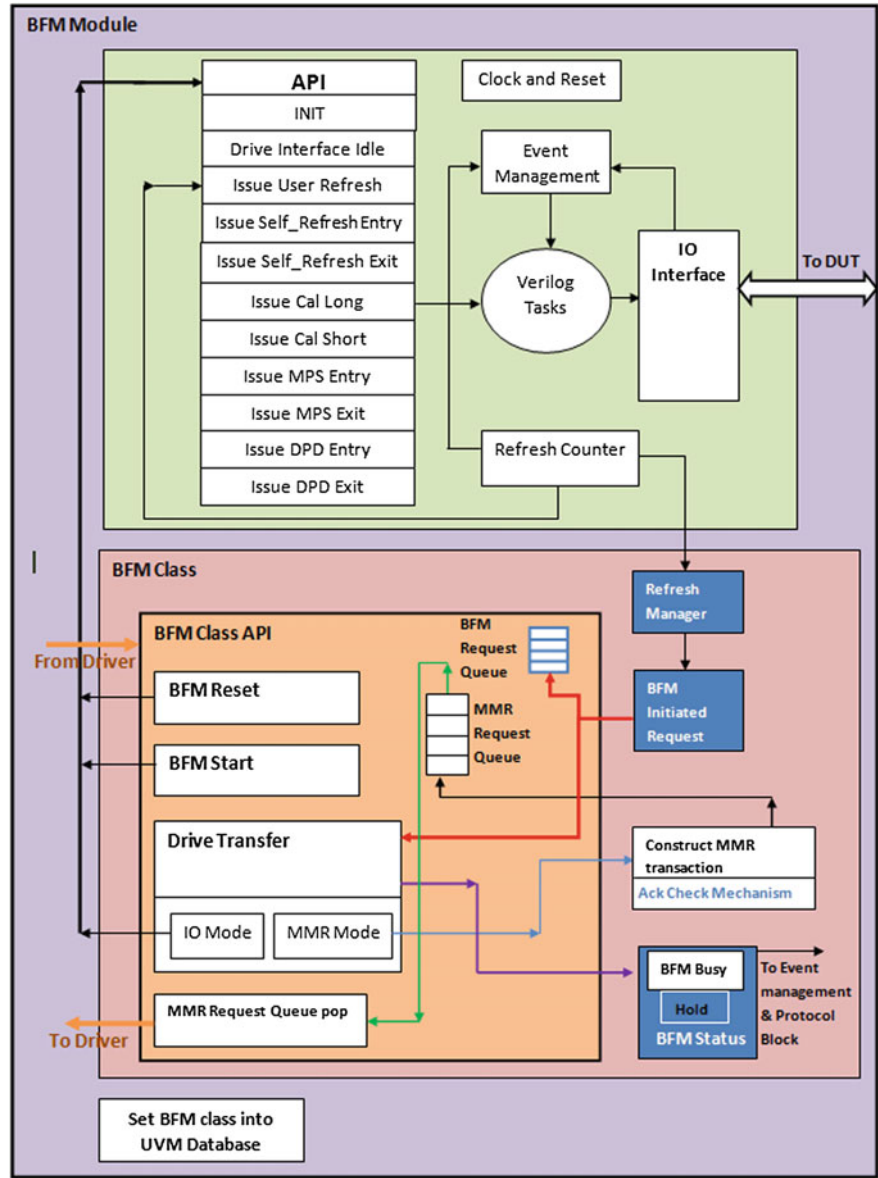 BFM Module
API
INIT
Drive Interface Idle
Issue User Refresh
Issue Self_Refresh Entry
Issue Self_Refresh Exit
Issue Cal Long
Issue Cal Short
Issue MPS Entry
Issue MPS Exit
Issue DPD Entry
Issue DPD Exit
Clock and Reset
Event
Management
Verilog
Tasks
IO
Interface
To DUT
Refresh Counter
BFM Class
Refresh
Manager
BFM
Initiated
Request
From Driver
BFM Class API
BFM
Request
Queue
BFM Reset
MMR
Request
Queue
BFM Start
Drive Transfer
IO Mode
MMR Mode
Construct MMR
transaction
Ack Check Mechanism
BFM Busy
Hold
BFM Status
To Event
management
& Protocol
Block
MMR Request Queue pop
To Driver
Set BFM class into
UVM Database